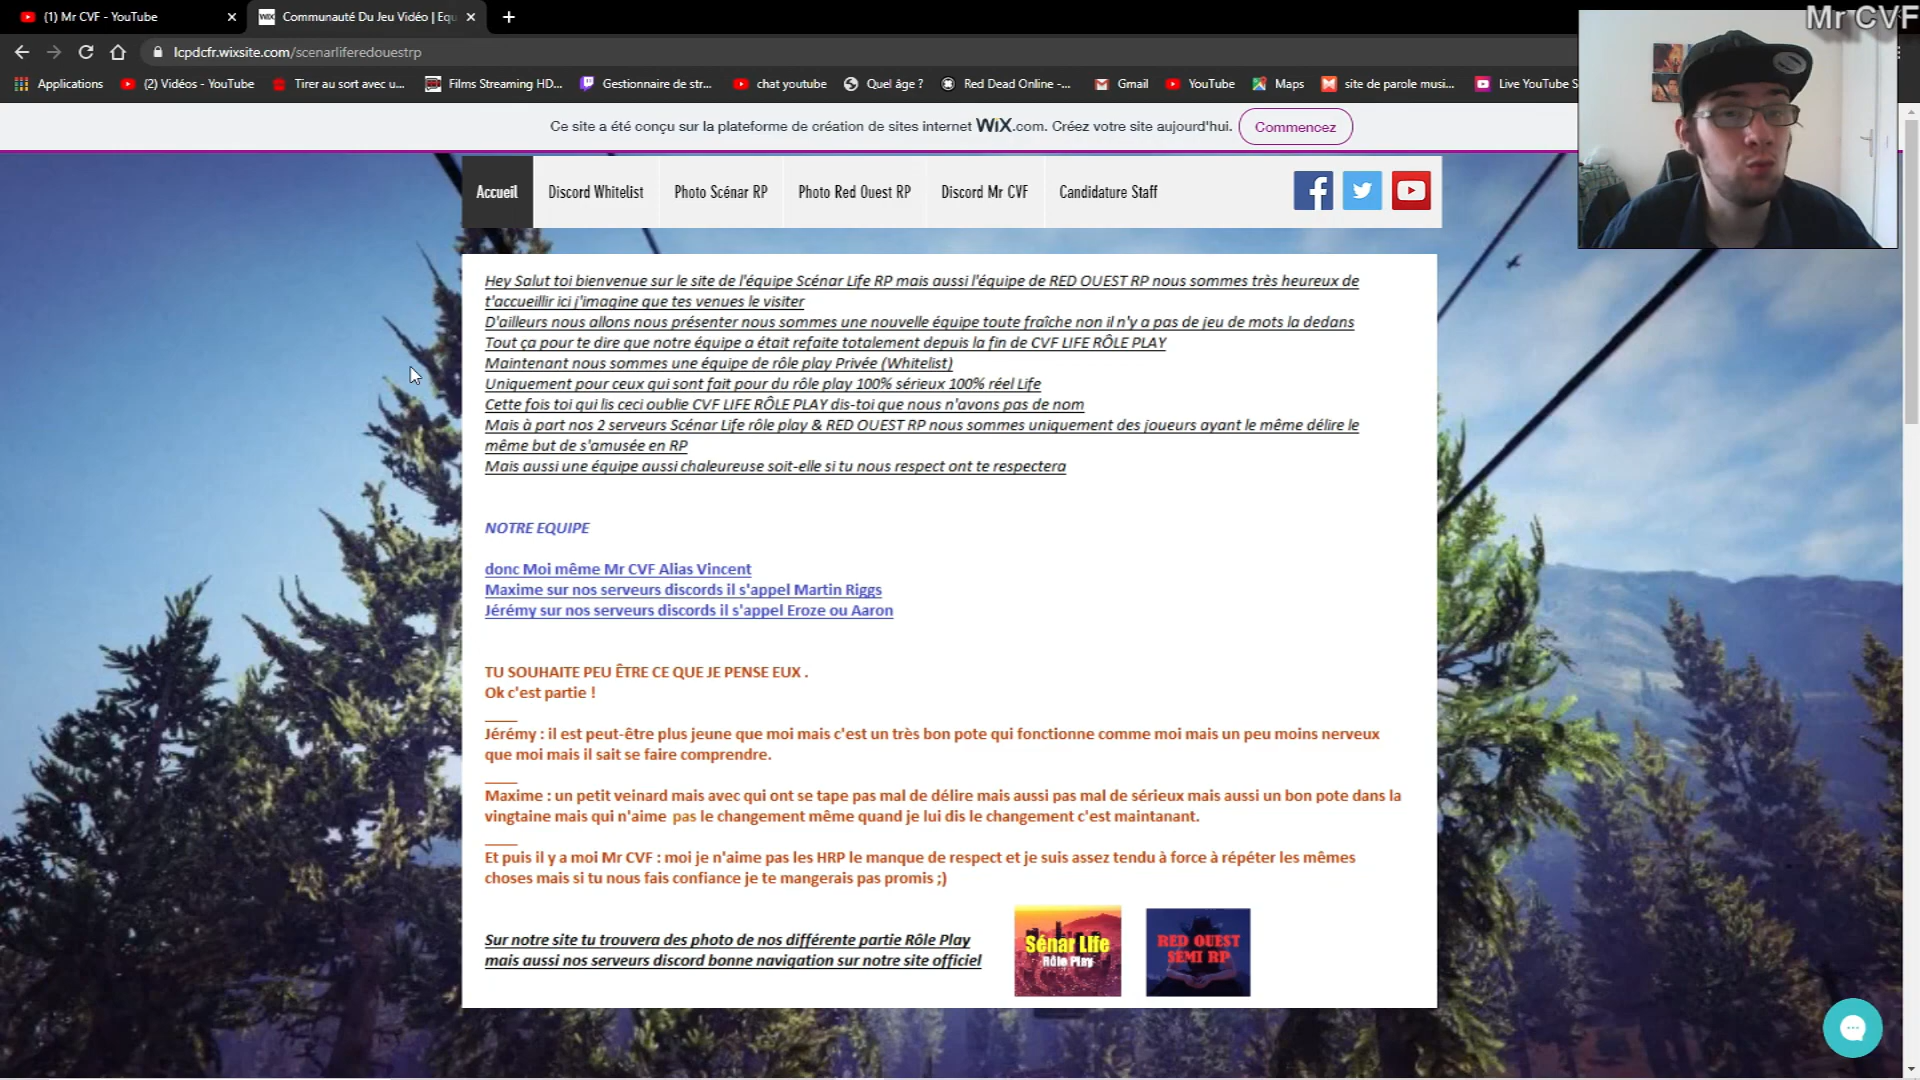 (1) Mr CVF - YouTube
Communauté Du Jeu Vidéo | Equ
lcpdcfr.wixsite.com/scenarliferedouestrp
Applications
(2) Vidéos - YouTube
Tirer au sort avec u...
Films Streaming HD...
Gestionnaire de str...
chat youtube
Quel âge ?
Red Dead Online -...
Gmail
YouTube
Maps
site de parole musi...
Live YouTube S
Mr CVF
Ce site a été conçu sur la plateforme de création de sites internet WiX.com. Créez votre site aujourd'hui.
Commencez
Accueil
Discord Whitelist
Photo Scénar RP
Photo Red Ouest RP
Discord Mr CVF
Candidature Staff
Hey Salut toi bienvenue sur le site de l'équipe Scénar Life RP mais aussi l'équipe de RED OUEST RP nous sommes très heureux de
t'accueillir ici j'imagine que tes venues le visiter
D'ailleurs nous allons nous présenter nous sommes une nouvelle équipe toute fraîche non il n'y a pas de jeu de mots la dedans
Tout ça pour te dire que notre équipe a était refaite totalement depuis la fin de CVF LIFE RÔLE PLAY
Maintenant nous sommes une équipe de rôle play Privée (Whitelist)
Uniquement pour ceux qui sont fait pour du rôle play 100% sérieux 100% réel Life
Cette fois toi qui lis ceci oublie CVF LIFE RÔLE PLAY dis-toi que nous n'avons pas de nom
Mais à part nos 2 serveurs Scénar Life rôle play & RED OUEST RP nous sommes uniquement des joueurs ayant le même délire le
même but de s'amusée en RP
Mais aussi une équipe aussi chaleureuse soit-elle si tu nous respect ont te respectera
NOTRE EQUIPE
donc Moi même Mr CVF Alias Vincent
Maxime sur nos serveurs discords il s'appel Martin Riggs
Jérémy sur nos serveurs discords il s'appel Eroze ou Aaron
TU SOUHAITE PEU ÊTRE CE QUE JE PENSE EUX .
Ok c'est partie !
____
Jérémy : il est peut-être plus jeune que moi mais c'est un très bon pote qui fonctionne comme moi mais un peu moins nerveux
que moi mais il sait se faire comprendre.
____
Maxime : un petit veinard mais avec qui ont se tape pas mal de délire mais aussi pas mal de sérieux mais aussi un bon pote dans la
vingtaine mais qui n'aime pas le changement même quand je lui dis le changement c'est maintanant.
____
Et puis il y a moi Mr CVF : moi je n'aime pas les HRP le manque de respect et je suis assez tendu à force à répéter les mêmes
choses mais si tu nous fais confiance je te mangerais pas promis ;)
Sur notre site tu trouvera des photo de nos différente partie Rôle Play
mais aussi nos serveurs discord bonne navigation sur notre site officiel
Sénar Life
Rôle Play
RED OUEST
SEMI RP